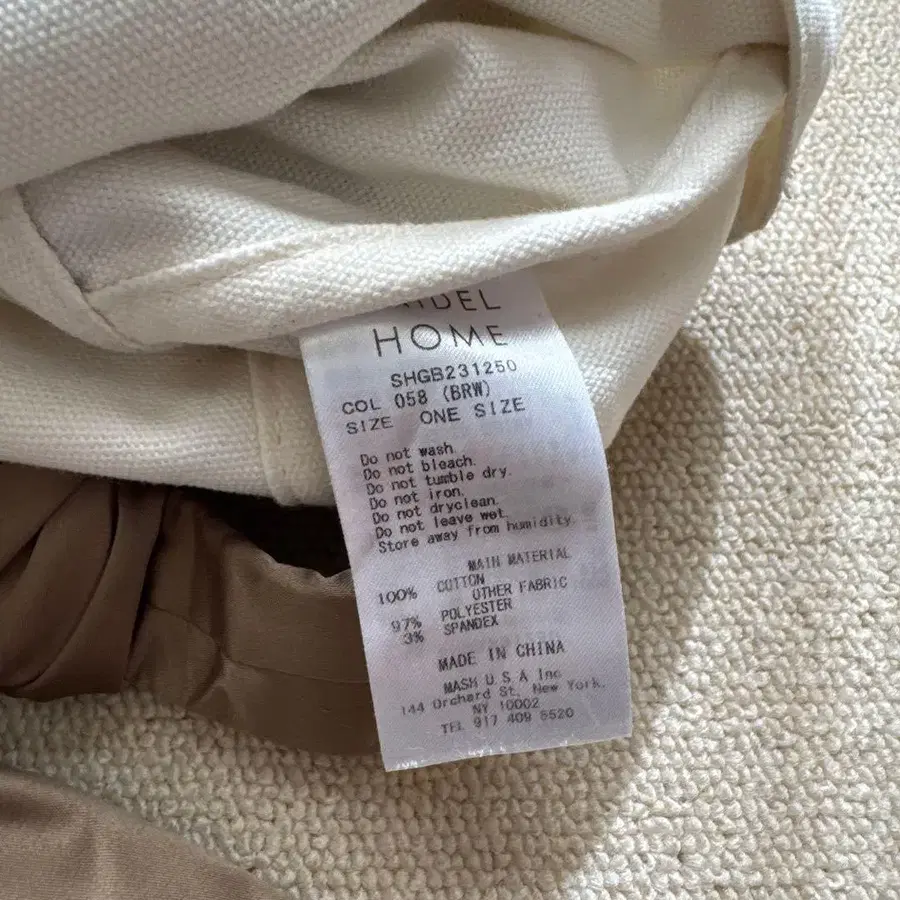 HOME
SHGB231250
COL 058 (BRW)
SIZE ONE SIZE
Do not wash.
Do not bleach.
Do not tumble dry.
Do not iron.
Do not dryclean.
Do not leave wet.
Store away from humidity.
MAIN MATERIAL
100% COTTON
OTHER FABRIC
97% POLYESTER
3% SPANDEX
MADE IN CHINA
MASH U.S.A Inc
144 Orchard St, New York,
NY 10002
TEL 917 409 5520